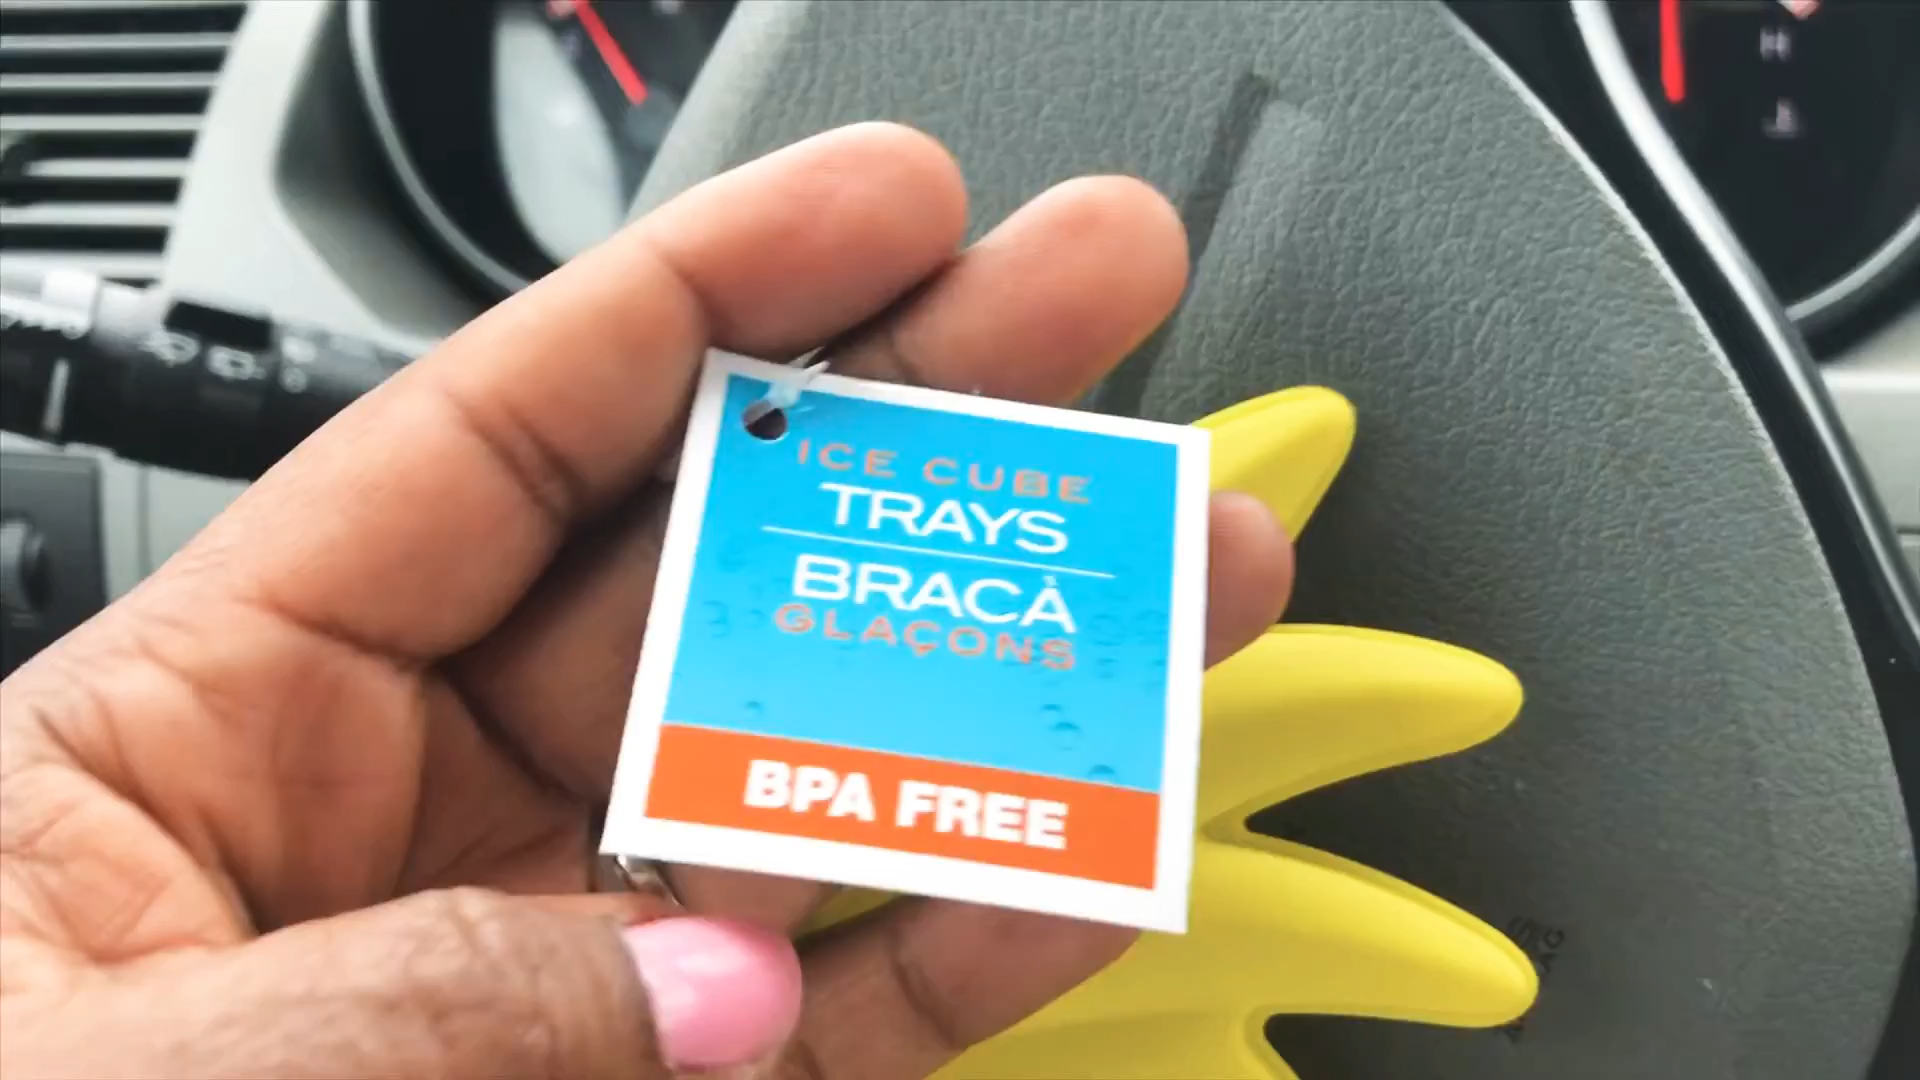 ICE CUBE
TRAYS
BRACÀ
GLAÇONS
BPA FREE